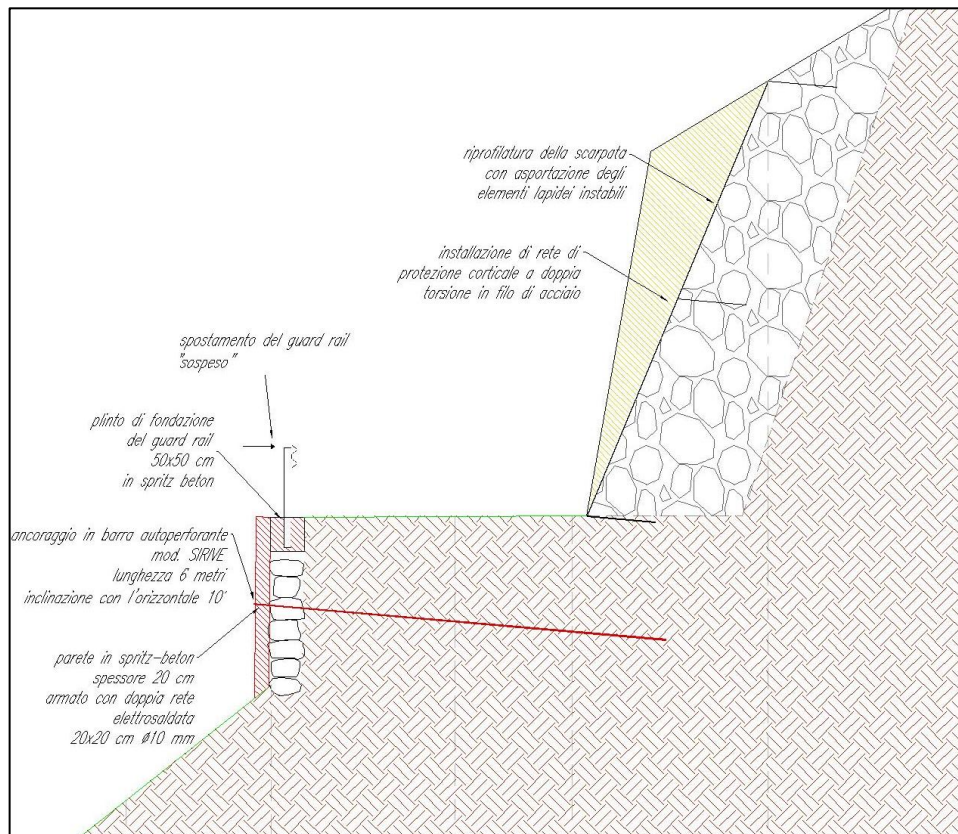 riprofilatura della scarpata
con asportazione degli
elementi lapidei instabili
installazione di rete di
protezione corticale a doppia
torsione in filo di acciaio
spostamento del guard rail
"sospeso"
plinto di fondazione
del guard rail
50x50 cm
in spritz beton
ancoraggio in barra autoperforante
mod. SIRIVE
lunghezza 6 metri
inclinazione con l'orizzontale 10°
parete in spritz-beton
spessore 20 cm
armato con doppia rete
elettrosaldata
20x20 cm Ø10 mm